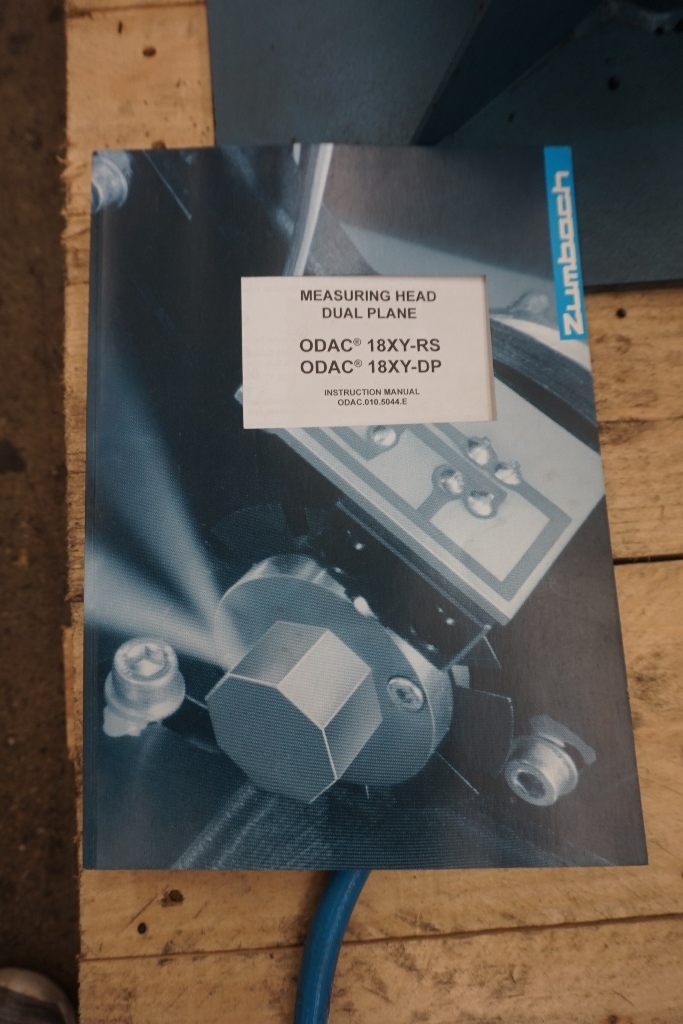 Zumbach
MEASURING HEAD
DUAL PLANE
ODAC® 18XY-RS
ODAC® 18XY-DP
INSTRUCTION MANUAL
ODAC.010.5044.E